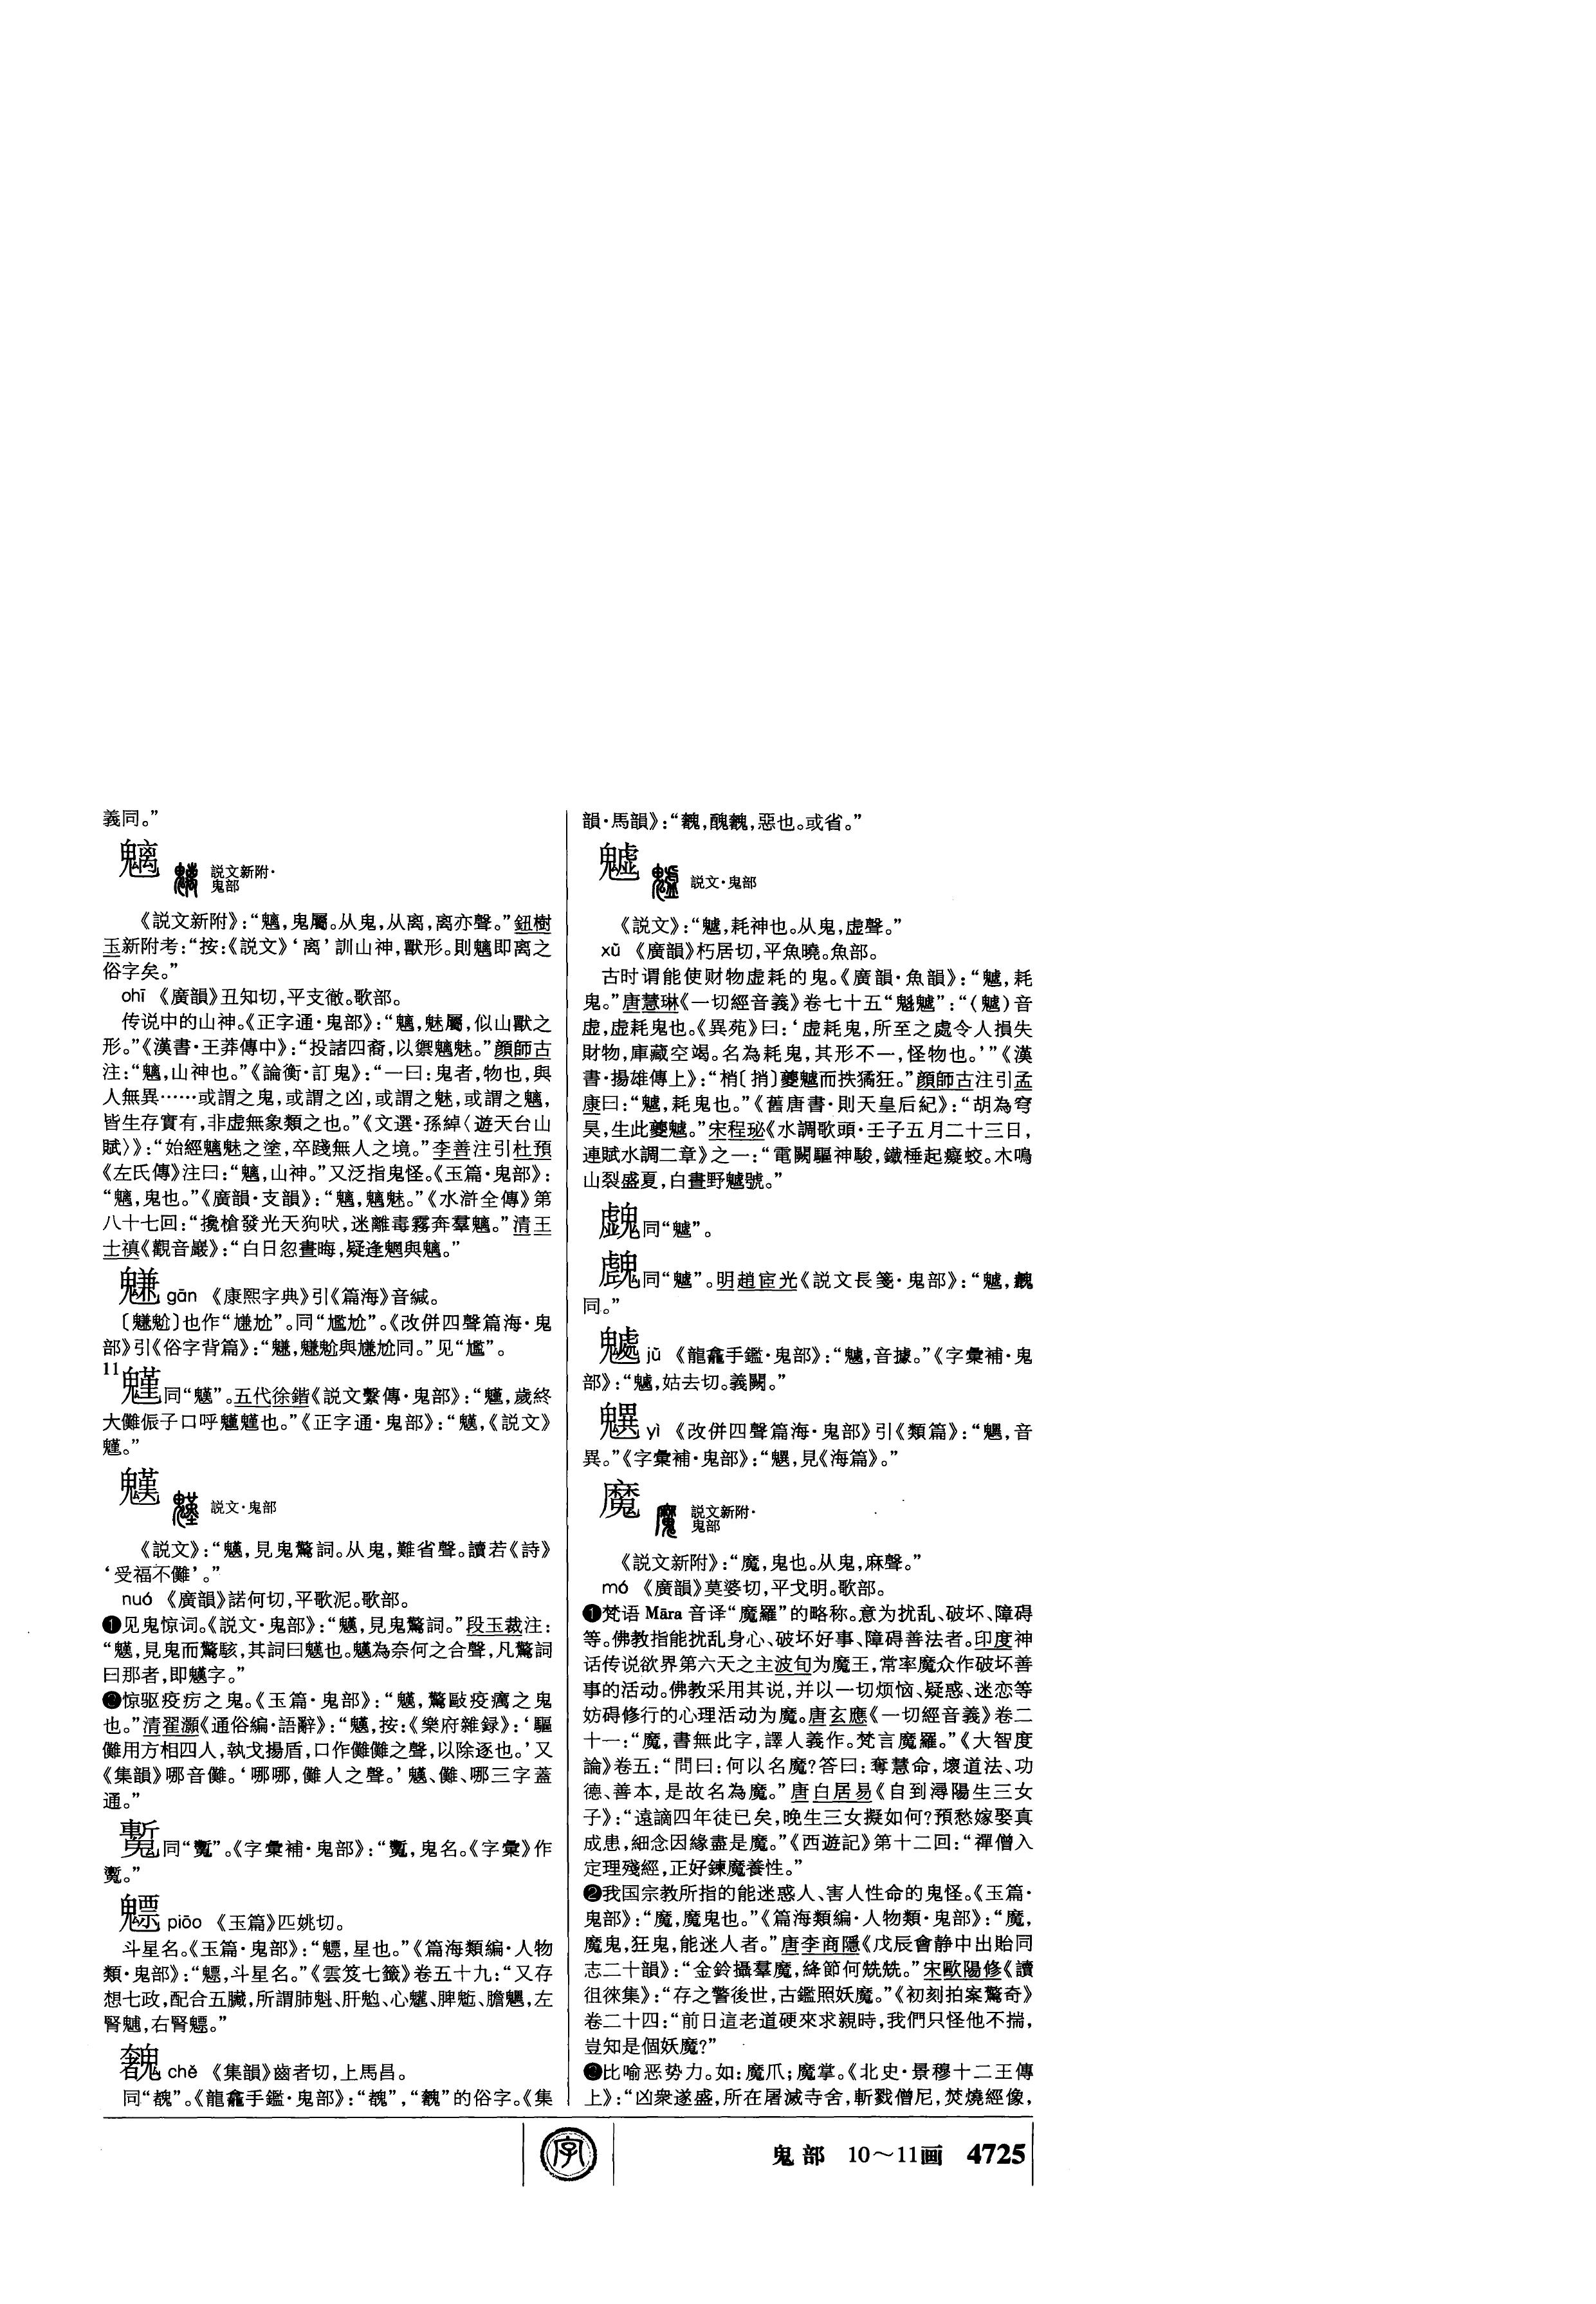 義同。”
魑 説文新附·
鬼部
《説文新附》:“魑,鬼屬。从鬼,从离,离亦聲。”鈕樹
玉新附考:“按:《説文》‘离’訓山神,獸形。則魑即离之
俗字矣。”
chī 《廣韻》丑知切,平支徹。歌部。
传说中的山神。《正字通·鬼部》:“魑,魅屬,似山獸之
形。”《漢書·王莽傳中》:“投諸四裔,以禦魑魅。”顔師古
注:“魑,山神也。”《論衡·訂鬼》:“一曰:鬼者,物也,與
人無異……或謂之鬼,或謂之凶,或謂之魅,或謂之魑,
皆生存實有,非虚無象類之也。”《文選·孫綽〈遊天台山
賦〉》:“始經魑魅之塗,卒踐無人之境。”李善注引杜預
《左氏傳》注曰:“魑,山神。”又泛指鬼怪。《玉篇·鬼部》:
“魑,鬼也。”《廣韻·支韻》:“魑,魑魅。”《水滸全傳》第
八十七回:“攙槍發光天狗吠,迷離毒霧奔羣魑。”清王
士禛《觀音巖》:“白日忽晝晦,疑逢魍與魑。”
gān 《康熙字典》引《篇海》音緘。
也作“尲尬”。同“尷尬”。《改併四聲篇海·鬼
部》引《俗字背篇》:“與尲尬同。”见“尷”。
11
同“魕”。五代徐鍇《説文繫傳·鬼部》:“歲終
大儺侲子口呼也。”《正字通·鬼部》:“《説文》
説文·鬼部
《説文》:“見鬼驚詞。从鬼,難省聲。讀若《詩》
‘受福不儺’。”
nuó 《廣韻》諾何切,平歌泥。歌部。
❶见鬼惊词。《説文·鬼部》:“見鬼驚詞。”段玉裁注:
“見鬼而驚駭,其詞曰也。為奈何之合聲,凡驚詞
曰那者,即字。”
❷惊驱疫疠之鬼。《玉篇·鬼部》:“驚毆疫癘之鬼
也。”清翟灝《通俗編·語辭》:“按:《樂府雜録》:‘驅
儺用方相四人,執戈揚盾,口作儺儺之聲,以除逐也。’又
《集韻》哪音儺。‘哪哪,儺人之聲。’儺、哪三字蓋
通。”
同“”。《字彙補·鬼部》:“鬼名。《字彙》作
魒 piāo 《玉篇》匹姚切。
斗星名。《玉篇·鬼部》:“魒,星也。”《篇海類編·人物
類·鬼部》:“魒,斗星名。”《雲笈七籤》卷五十九:“又存
想七政,配合五臟,所謂肺魁、肝魡、心、脾、膽,左
腎魓,右腎魒。”
chě 《集韻》齒者切,上馬昌。
同“”。《龍龕手鑑·鬼部》:“”,“”的俗字。《集
韻·馬韻》:“醜,惡也。或省。”
魖 説文·鬼部
《説文》:“魖,耗神也。从鬼,虚聲。”
xū 《廣韻》朽居切,平魚曉。魚部。
古时谓能使财物虚耗的鬼。《廣韻·魚韻》:“魖,耗
鬼。”唐慧琳《一切經音義》卷七十五“魖”:“(魖)音
虚,虚耗鬼也。《異苑》曰:‘虚耗鬼,所至之處令人損失
財物,庫藏空竭。名為耗鬼,其形不一,怪物也。’”《漢
書·揚雄傳上》:“梢〔捎〕夔魖而抶獝狂。”顔師古注引孟
康曰:“魖,耗鬼也。”《舊唐書·則天皇后紀》:“胡為穹
昊,生此夔魖。”宋程珌《水調歌頭·壬子五月二十三日,
連賦水調二章》之一:“電闕驅神駿,鐵棰起癡蛟。木鳴
山裂盛夏,白晝野魖號。”
同“魖”。
同“魖”。明趙宧光《説文長箋·鬼部》:“魖,
同。”
jǔ 《龍龕手鑑·鬼部》:“音據。”《字彙補·鬼
部》:“姑去切。義闕。”
yì 《改併四聲篇海·鬼部》引《類篇》:“音
異。”《字彙補·鬼部》:“見《海篇》。”
魔 説文新附·
鬼部
《説文新附》:“魔,鬼也。从鬼,麻聲。”
mó 《廣韻》莫婆切,平戈明。歌部。
❶梵语 Māra 音译“魔羅”的略称。意为扰乱、破坏、障碍
等。佛教指能扰乱身心、破坏好事、障碍善法者。印度神
话传说欲界第六天之主波旬为魔王,常率魔众作破坏善
事的活动。佛教采用其说,并以一切烦恼、疑惑、迷恋等
妨碍修行的心理活动为魔。唐玄應《一切經音義》卷二
十一:“魔,書無此字,譯人義作。梵言魔羅。”《大智度
論》卷五:“問曰:何以名魔?答曰:奪慧命,壞道法、功
德、善本,是故名為魔。”唐白居易《自到潯陽生三女
子》:“遠謫四年徒已矣,晚生三女擬如何?預愁嫁娶真
成患,細念因緣盡是魔。”《西遊記》第十二回:“禪僧入
定理殘經,正好鍊魔養性。”
❷我国宗教所指的能迷惑人、害人性命的鬼怪。《玉篇·
鬼部》:“魔,魔鬼也。”《篇海類編·人物類·鬼部》:“魔,
魔鬼,狂鬼,能迷人者。”唐李商隱《戊辰會静中出貽同
志二十韻》:“金鈴攝羣魔,絳節何兟兟。”宋歐陽修《讀
徂徠集》:“存之警後世,古鑑照妖魔。”《初刻拍案驚奇》
卷二十四:“前日這老道硬來求親時,我們只怪他不揣,
豈知是個妖魔?”
❸比喻恶势力。如:魔爪;魔掌。《北史·景穆十二王傳
上》:“凶衆遂盛,所在屠滅寺舍,斬戮僧尼,焚燒經像,
字
鬼部 10～11画 4725